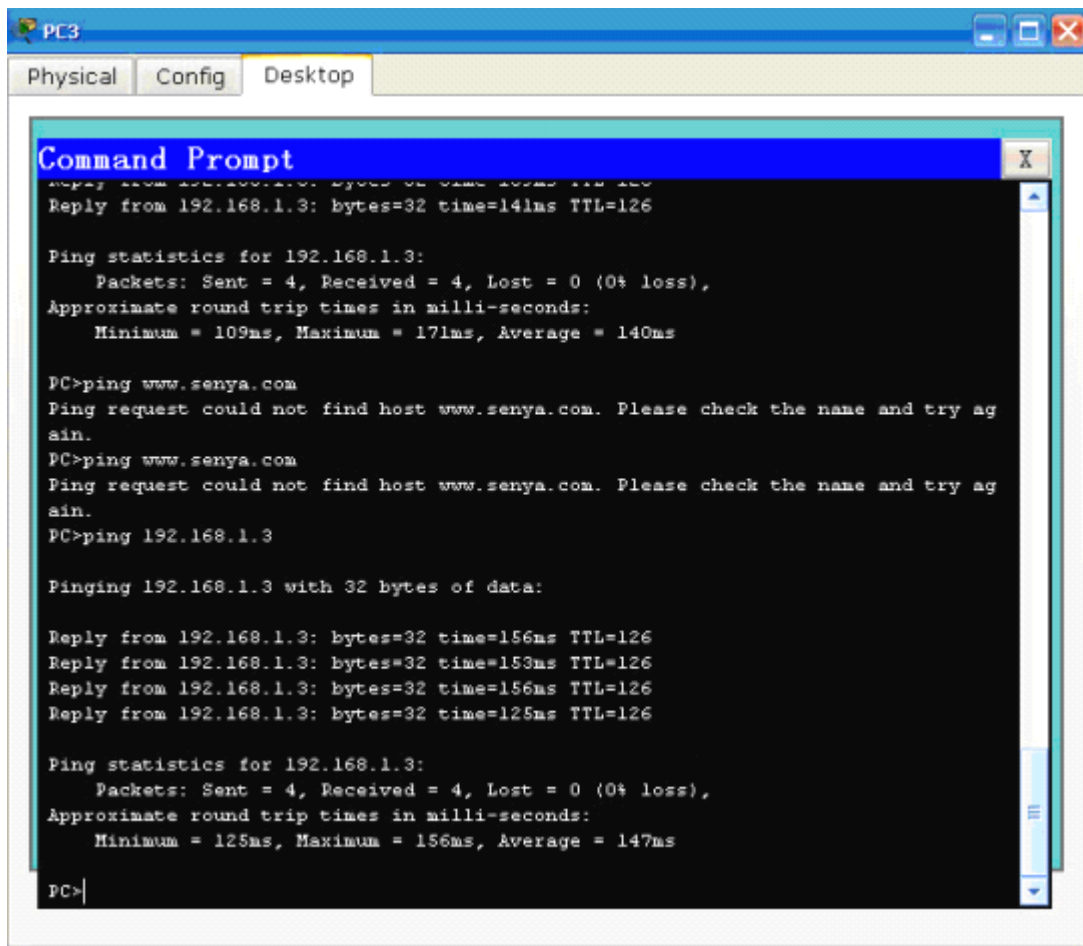 PC3
Physical Config Desktop
Command Prompt X
Reply from 192.168.1.3: bytes=32 time=141ms TTL=126
Ping statistics for 192.168.1.3:
Packets: Sent = 4, Received = 4, Lost = 0 (0% loss),
Approximate round trip times in milli-seconds:
Minimum = 109ms, Maximum = 171ms, Average = 140ms
PC>ping www.senya.com
Ping request could not find host www.senya.com. Please check the name and try ag
ain.
PC>ping www.senya.com
Ping request could not find host www.senya.com. Please check the name and try ag
ain.
PC>ping 192.168.1.3
Pinging 192.168.1.3 with 32 bytes of data:
Reply from 192.168.1.3: bytes=32 time=156ms TTL=126
Reply from 192.168.1.3: bytes=32 time=153ms TTL=126
Reply from 192.168.1.3: bytes=32 time=156ms TTL=126
Reply from 192.168.1.3: bytes=32 time=125ms TTL=126
Ping statistics for 192.168.1.3:
Packets: Sent = 4, Received = 4, Lost = 0 (0% loss),
Approximate round trip times in milli-seconds:
Minimum = 125ms, Maximum = 156ms, Average = 147ms
PC>